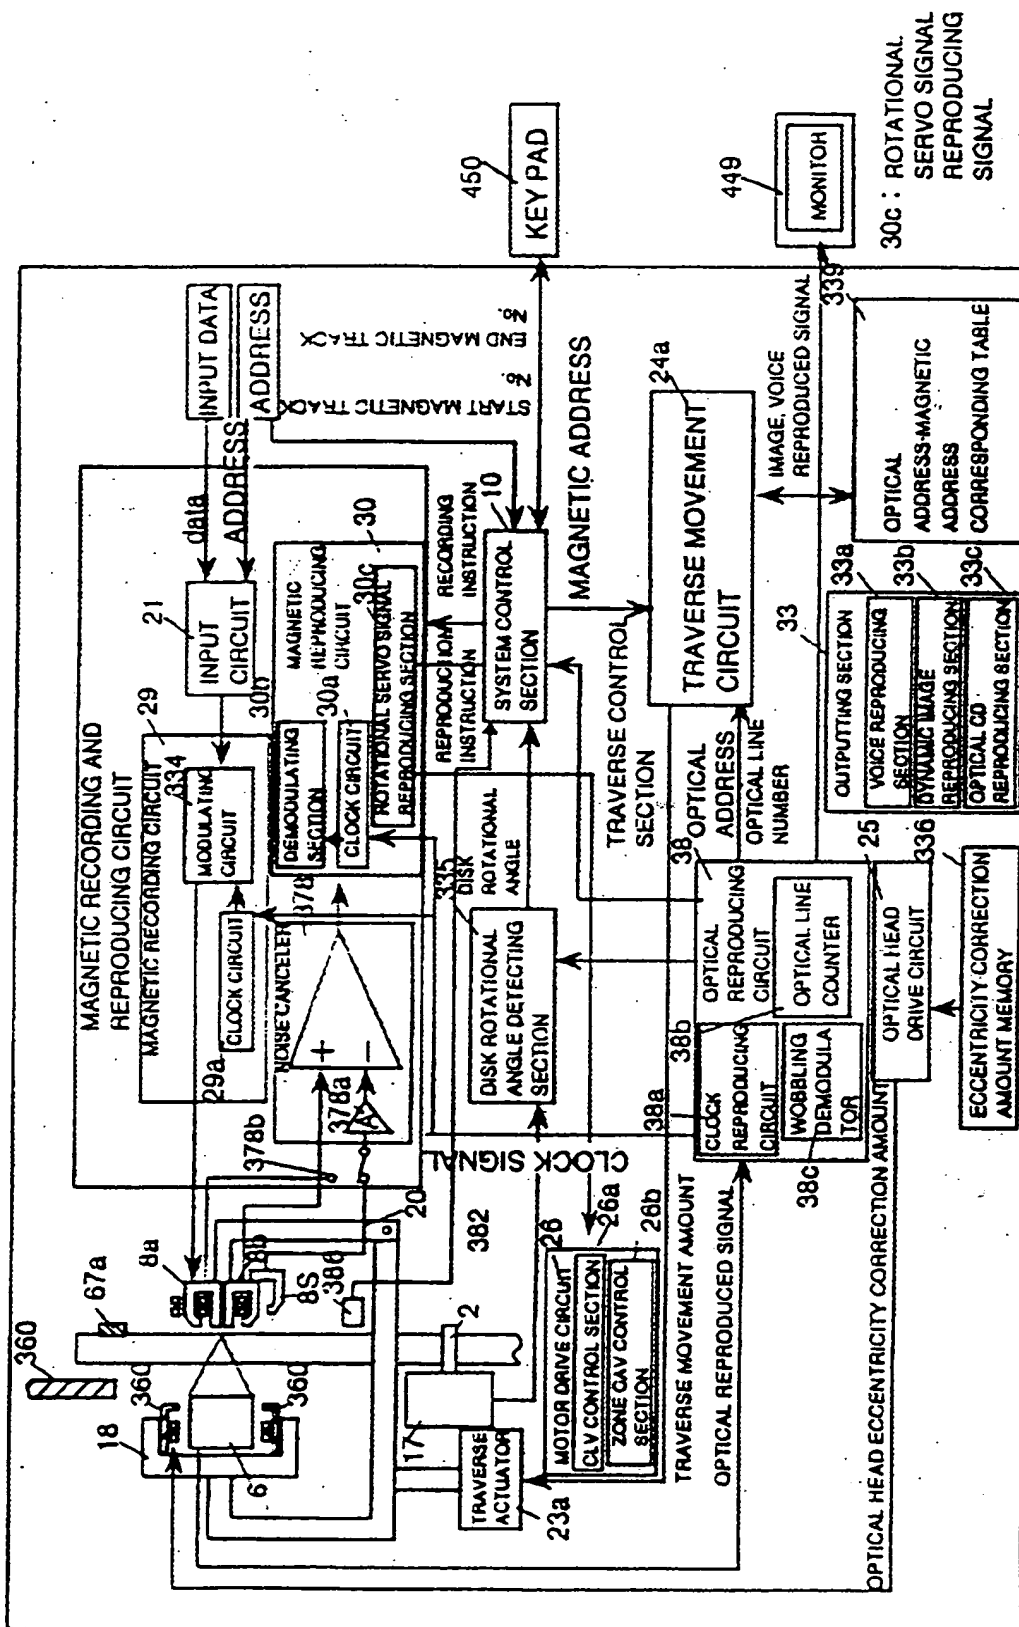 MAGNETIC RECORDING AND
REPRODUCING CIRCUIT
MAGNETIC RECORDING CIRCUIT
29
334
MODULATING
CIRCUIT
CLOCK CIRCUIT
29a
21
INPUT
CIRCUIT
data
ADDRESS
INPUT DATA
ADDRESS
30b
MAGNETIC
REPRODUCING
CIRCUIT
30a
30c
30
DEMODULATING
SECTION
CLOCK CIRCUIT
ROTATIONAL SERVO SIGNAL
REPRODUCING SECTION
NOISE CANCELER
378
+
−
378a
378b
START MAGNETIC TRACK
No.
END MAGNETIC TRACK
No.
450
KEY PAD
RECORDING
INSTRUCTION
REPRODUCTION
INSTRUCTION
10
SYSTEM CONTROL
SECTION
MAGNETIC ADDRESS
335
DISK
ROTATIONAL
ANGLE
DISK ROTATIONAL
ANGLE DETECTING
SECTION
CLOCK SIGNAL
TRAVERSE CONTROL
SECTION
24a
TRAVERSE MOVEMENT
CIRCUIT
OPTICAL
ADDRESS
OPTICAL LINE
NUMBER
IMAGE, VOICE
REPRODUCED SIGNAL
449
MONITOR
339
OPTICAL
ADDRESS-MAGNETIC
ADDRESS
CORRESPONDING TABLE
30c : ROTATIONAL
SERVO SIGNAL
REPRODUCING
SIGNAL
33
33a
33b
33c
OUTPUTING SECTION
VOICE REPRODUCING
SECTION
DYNAMIC IMAGE
REPRODUCING SECTION
OPTICAL CD
REPRODUCING SECTION
38
OPTICAL
REPRODUCING
CIRCUIT
OPTICAL LINE
COUNTER
38b
38a
CLOCK
REPRODUCING
CIRCUIT
WOBBLING
DEMODULA
TOR
38c
25
OPTICAL HEAD
DRIVE CIRCUIT
336
ECCENTRICITY CORRECTION
AMOUNT MEMORY
360
67a
8a
8b
8S
20
386
382
2
360
360
18
6
17
TRAVERSE
ACTUATOR
23a
26
26a
26b
MOTOR DRIVE CIRCUIT
CLV CONTROL SECTION
ZONE CAV CONTROL
SECTION
TRAVERSE MOVEMENT AMOUNT
OPTICAL REPRODUCED SIGNAL
OPTICAL HEAD ECCENTRICITY CORRECTION AMOUNT